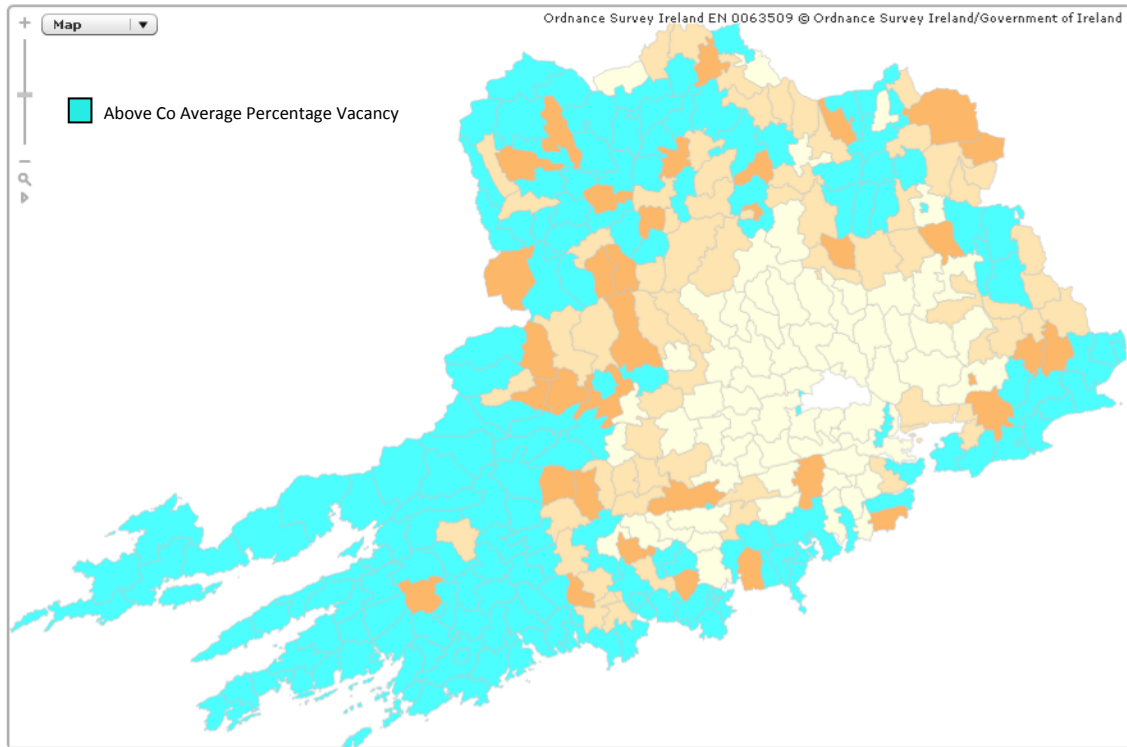 Ordnance Survey Ireland EN 0063509 © Ordnance Survey Ireland/Government of Ireland
Map
Above Co Average Percentage Vacancy